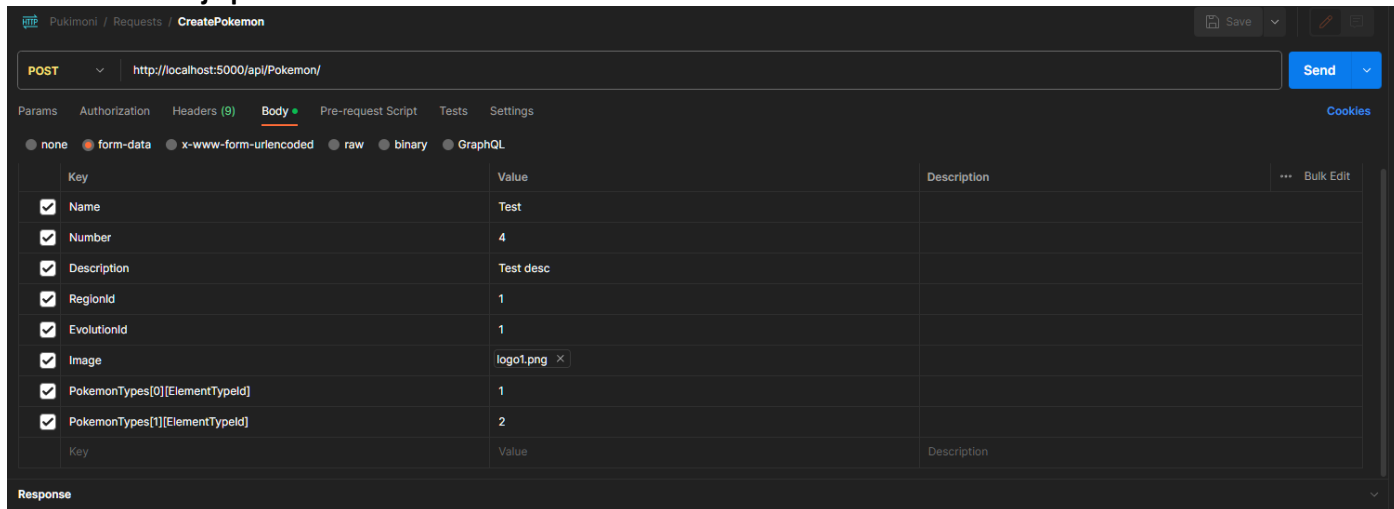 HTTP Pukimoni / Requests / CreatePokemon Save
POST http://localhost:5000/api/Pokemon/ Send
Params Authorization Headers (9) Body Pre-request Script Tests Settings Cookies
none form-data x-www-form-urlencoded raw binary GraphQL
Key Value Description ••• Bulk Edit
Name Test
Number 4
Description Test desc
RegionId 1
EvolutionId 1
Image logo1.png ×
PokemonTypes[0][ElementTypeId] 1
PokemonTypes[1][ElementTypeId] 2
Key Value Description
Response